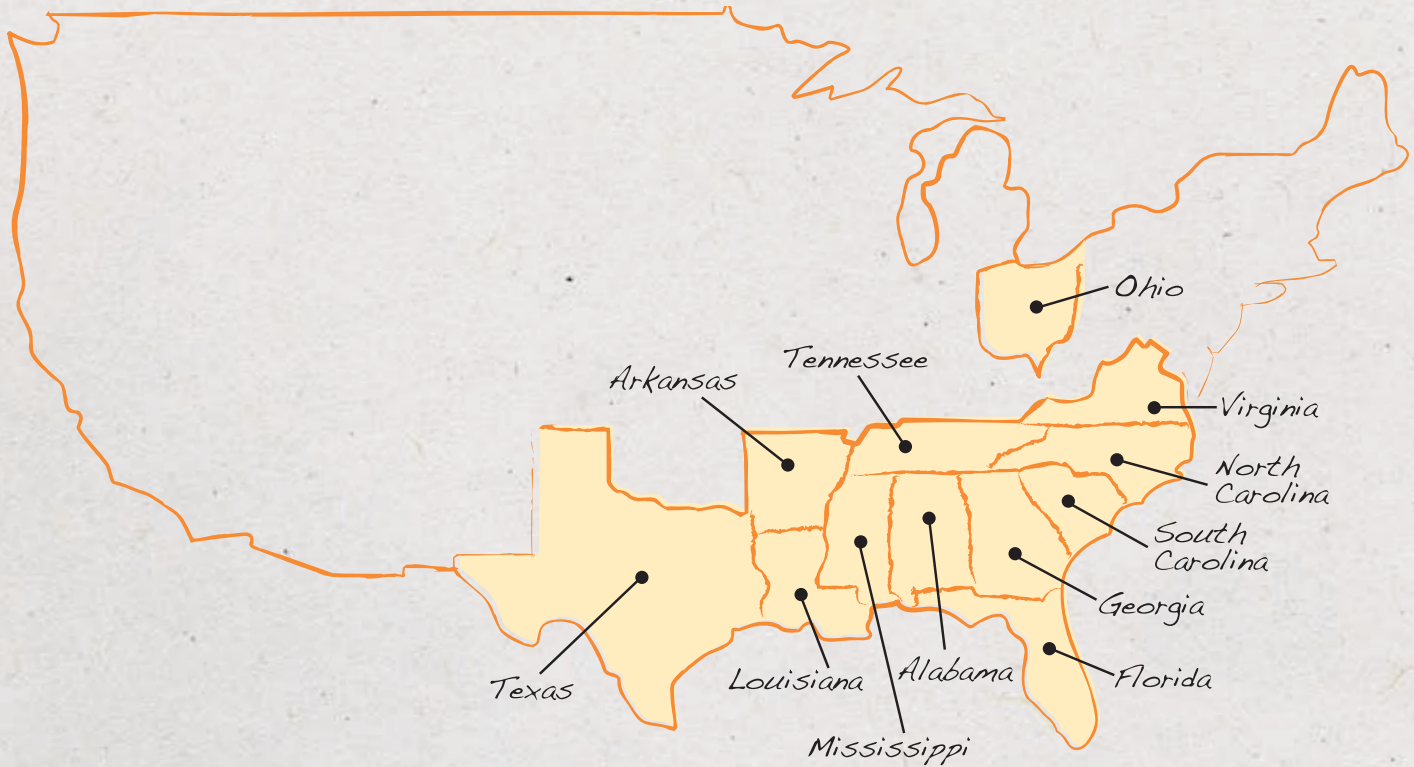 Ohio
Tennessee
Arkansas
Virginia
North
Carolina
South
Carolina
Georgia
Florida
Alabama
Louisiana
Texas
Mississippi